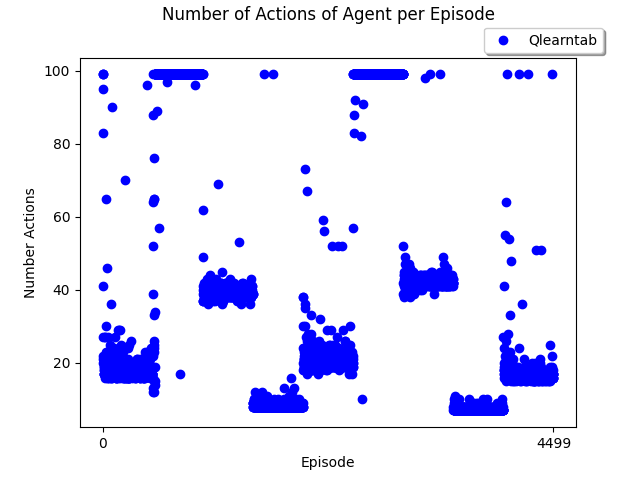 Number of Actions of Agent per Episode
Qlearntab
100
80
60
40
20
Number Actions
0
4499
Episode